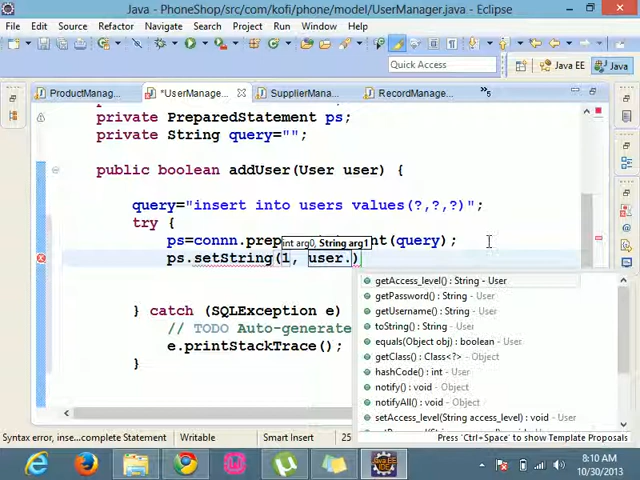 Java - PhoneShop/src/com/kofi/phone/model/UserManager.java - Eclipse
File Edit Source Refactor Navigate Search Project Run Window Help
Quick Access
Java EE
Java
ProductManag...
*UserManage...
SupplierMana...
RecordManage...
»5
private PreparedStatement ps;
private String query="";
public boolean addUser(User user) {
query="insert into users values(?,?,?)";
try {
ps=connn.prep
int arg0, String arg1
nt(query);
ps.setString(1, user.)
getAccess_level() : String - User
getPassword() : String - User
getUsername() : String - User
toString() : String - User
equals(Object obj) : boolean - User
getClass() : Class<?> - Object
hashCode() : int - User
notify() : void - Object
notifyAll() : void - Object
setAccess_level(String access_level) : void - User
Press 'Ctrl+Space' to show Template Proposals
} catch (SQLException e)
// TODO Auto-generate
e.printStackTrace();
}
Syntax error, inse...complete Statement
Writable
Smart Insert
25
8:10 AM
10/30/2013